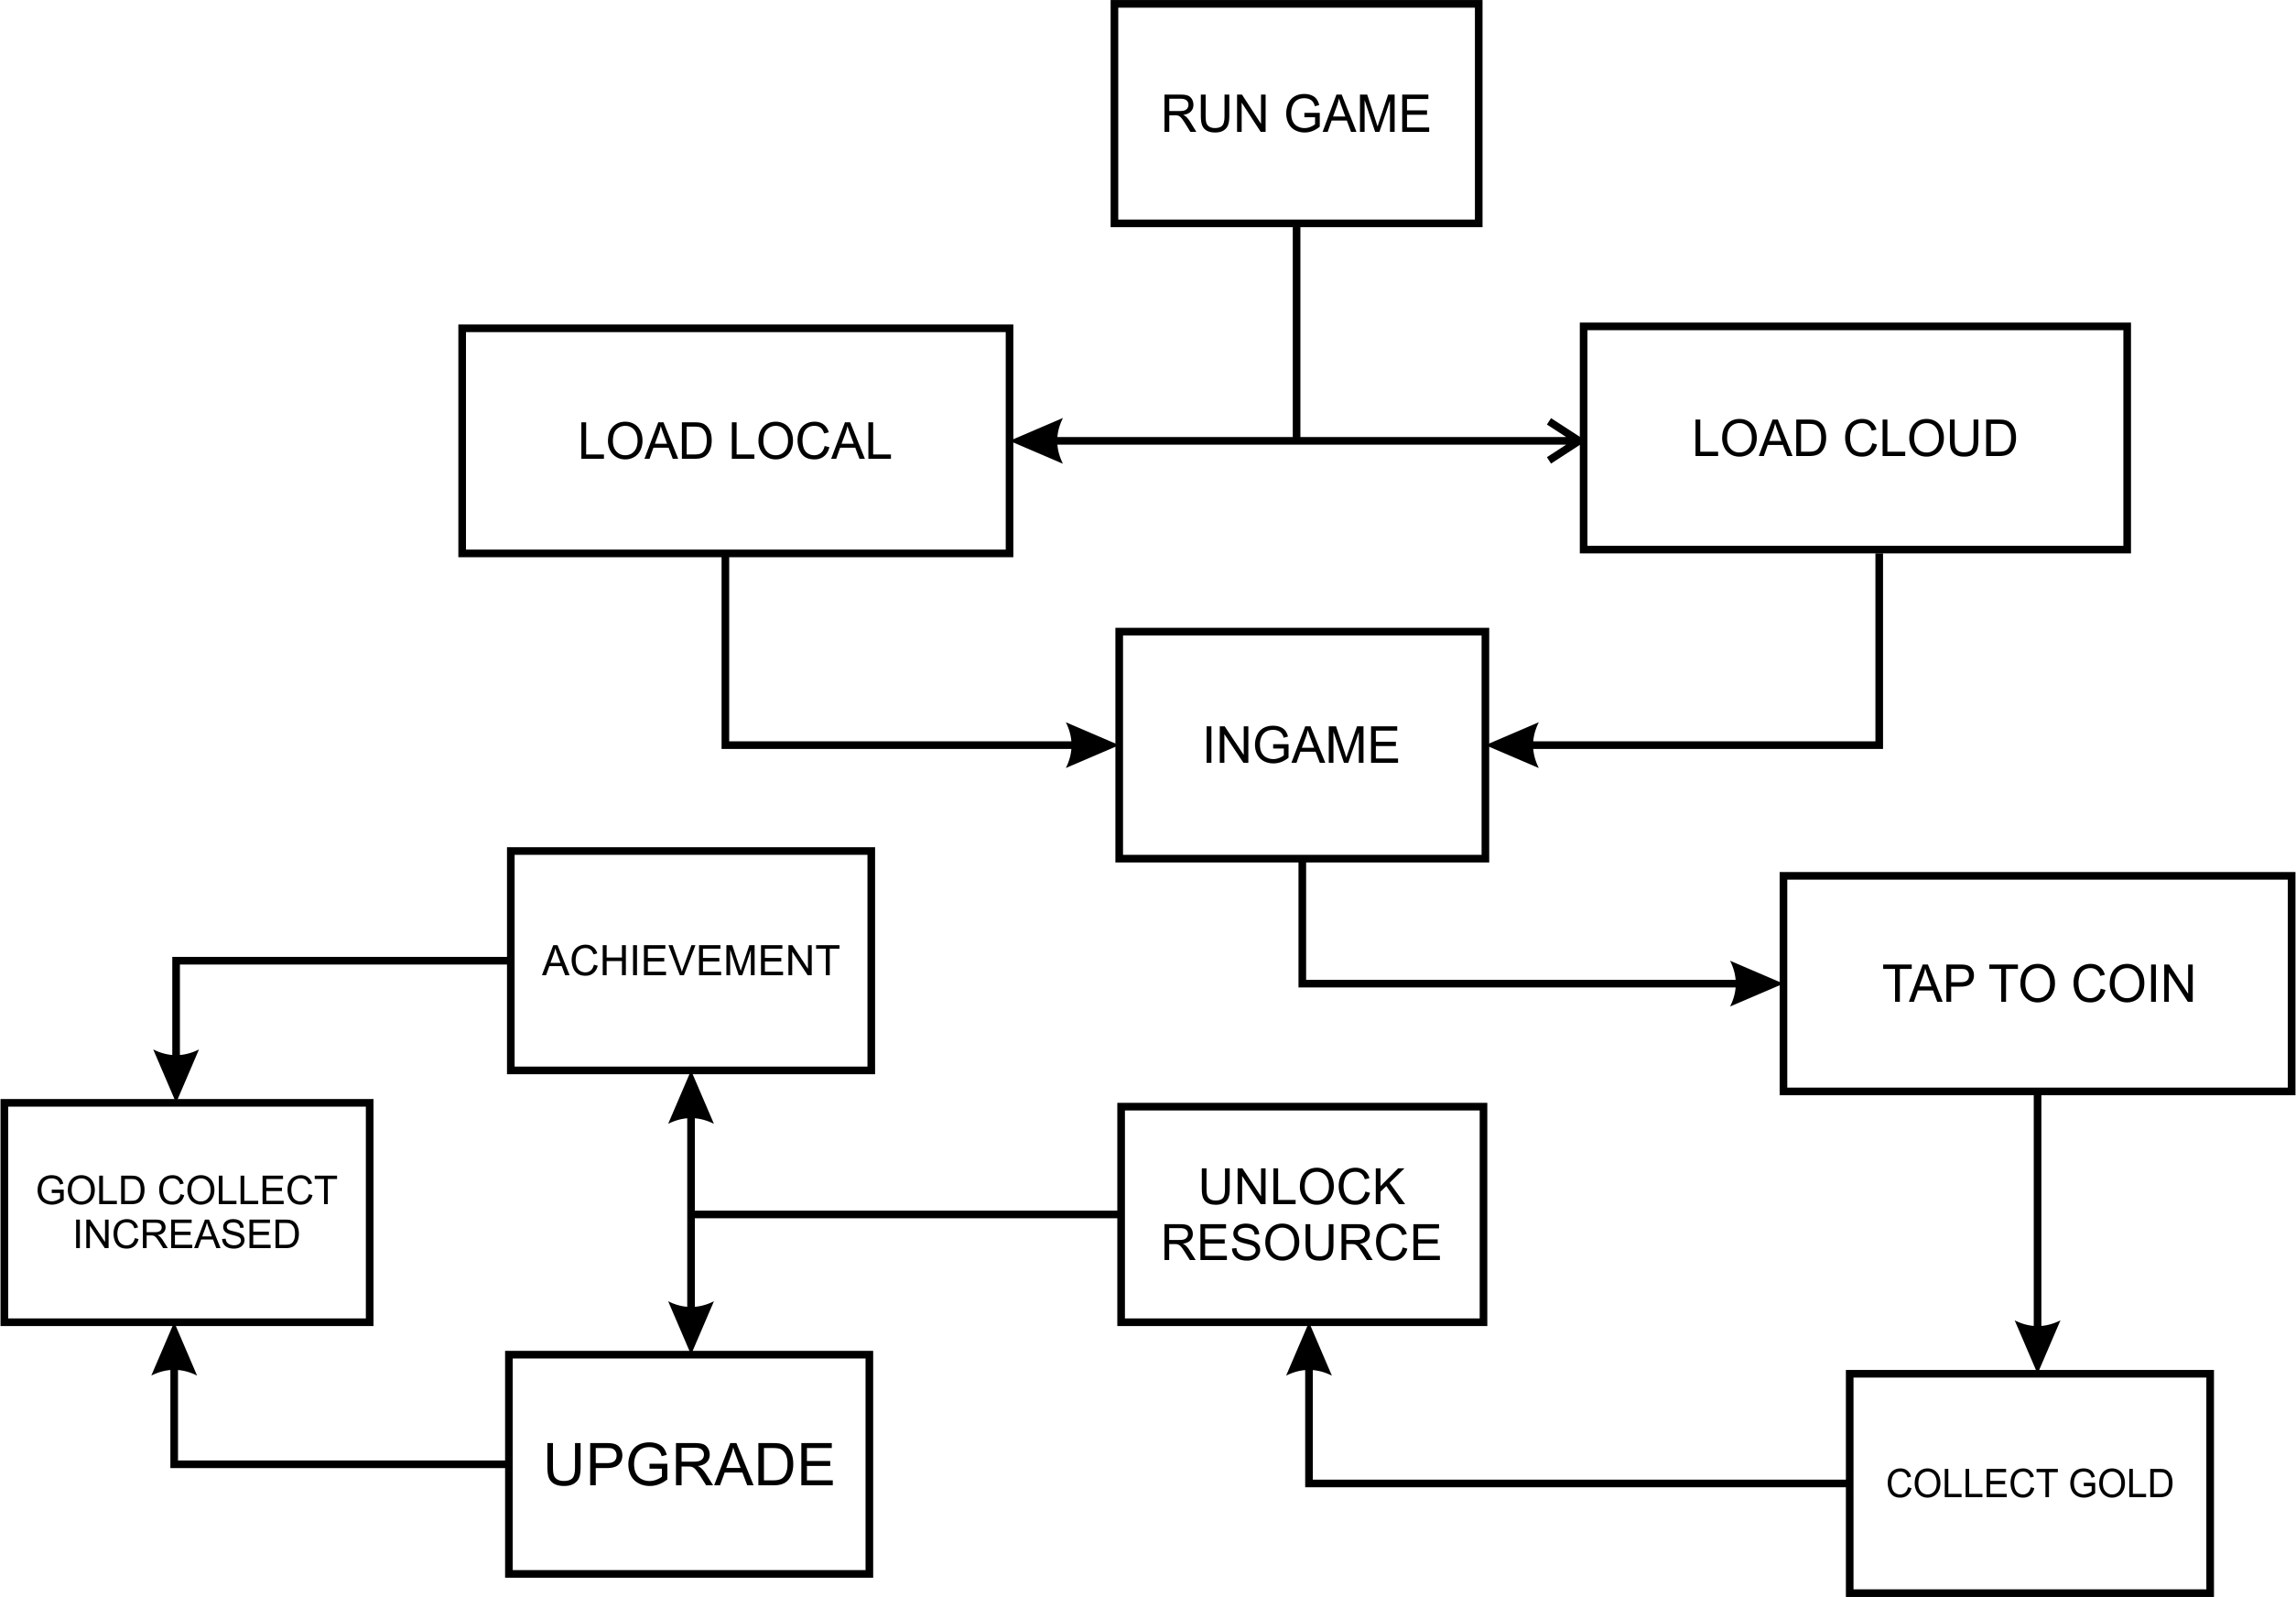 RUN GAME
LOAD LOCAL
LOAD CLOUD
INGAME
ACHIEVEMENT
TAP TO COIN
GOLD COLLECT
INCREASED
UNLOCK
RESOURCE
UPGRADE
COLLECT GOLD